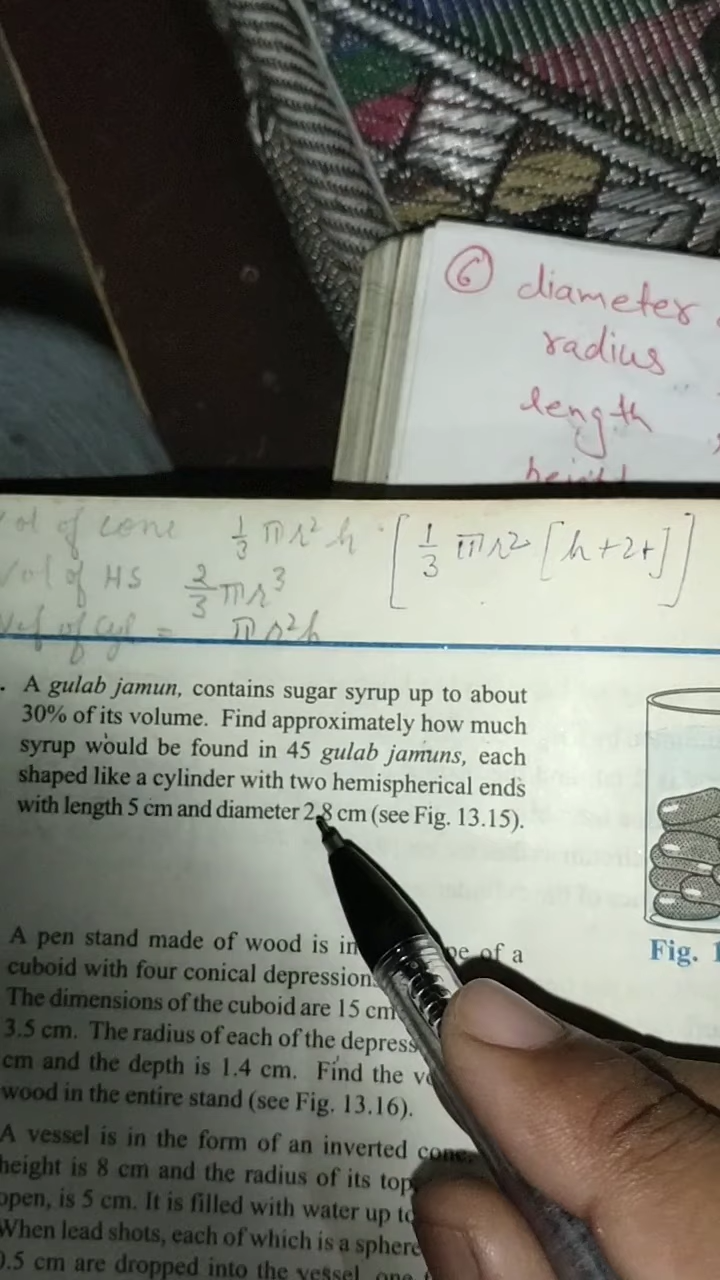 6 diameter
radius
length
height
Vol of cone 1/3 πr²h [1/3 πr² [h+2r]]
Vol of HS 2/3 πr³
Vol of Cyl = πr²h
. A gulab jamun, contains sugar syrup up to about
30% of its volume. Find approximately how much
syrup would be found in 45 gulab jamuns, each
shaped like a cylinder with two hemispherical ends
with length 5 cm and diameter 2.8 cm (see Fig. 13.15).
Fig. 1
A pen stand made of wood is in of a
cuboid with four conical depression
The dimensions of the cuboid are 15 cm
3.5 cm. The radius of each of the depress
cm and the depth is 1.4 cm. Find the
wood in the entire stand (see Fig. 13.16).
A vessel is in the form of an inverted cone.
height is 8 cm and the radius of its top,
open, is 5 cm. It is filled with water up to
When lead shots, each of which is a sphere
0.5 cm are dropped into the vessel, one